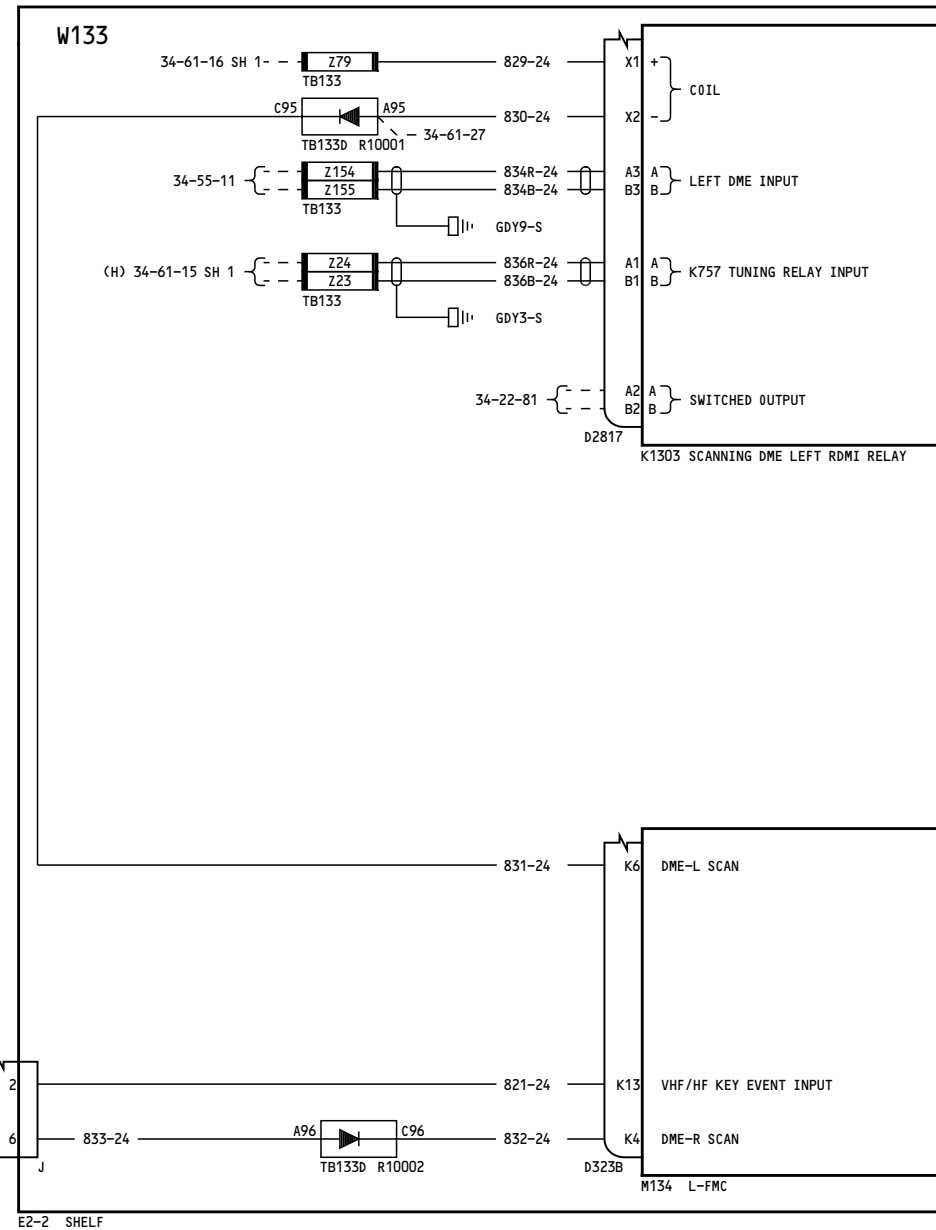 W133
34-61-16 SH 1 Z79 829-24 X1 + COIL
TB133
C95 A95 830-24 X2 -
TB133D R10001 34-61-27
34-55-11 Z154 834R-24 A3 A LEFT DME INPUT
Z155 834B-24 B3 B
TB133
GDY9-S
(H) 34-61-15 SH 1 Z24 836R-24 A1 A K757 TUNING RELAY INPUT
Z23 836B-24 B1 B
TB133
GDY3-S
34-22-81 A2 A SWITCHED OUTPUT
B2 B
D2817
K1303 SCANNING DME LEFT RDMI RELAY
831-24 K6 DME-L SCAN
2 821-24 K13 VHF/HF KEY EVENT INPUT
6 833-24 A96 C96 832-24 K4 DME-R SCAN
J TB133D R10002 D323B
M134 L-FMC
E2-2 SHELF